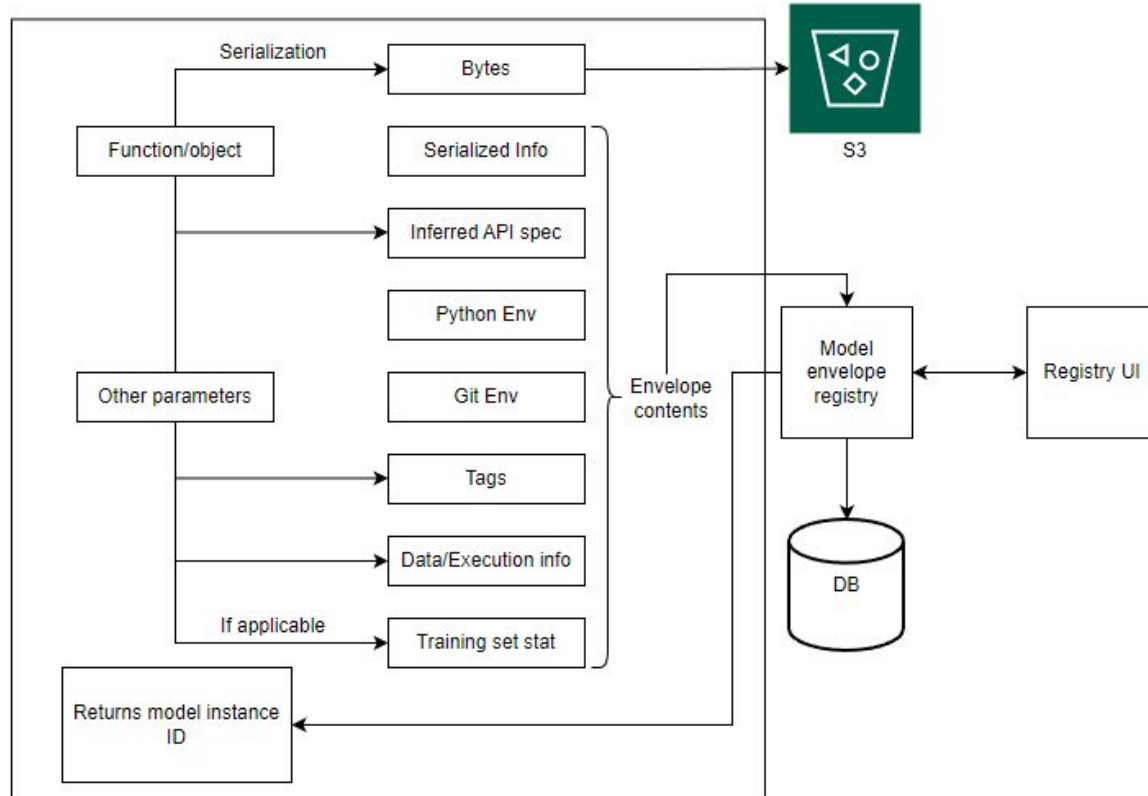 Serialization
Bytes
S3
Function/object
Serialized Info
Inferred API spec
Python Env
Other parameters
Git Env
Envelope
contents
Model
envelope
registry
Registry UI
Tags
Data/Execution info
DB
If applicable
Training set stat
Returns model instance
ID